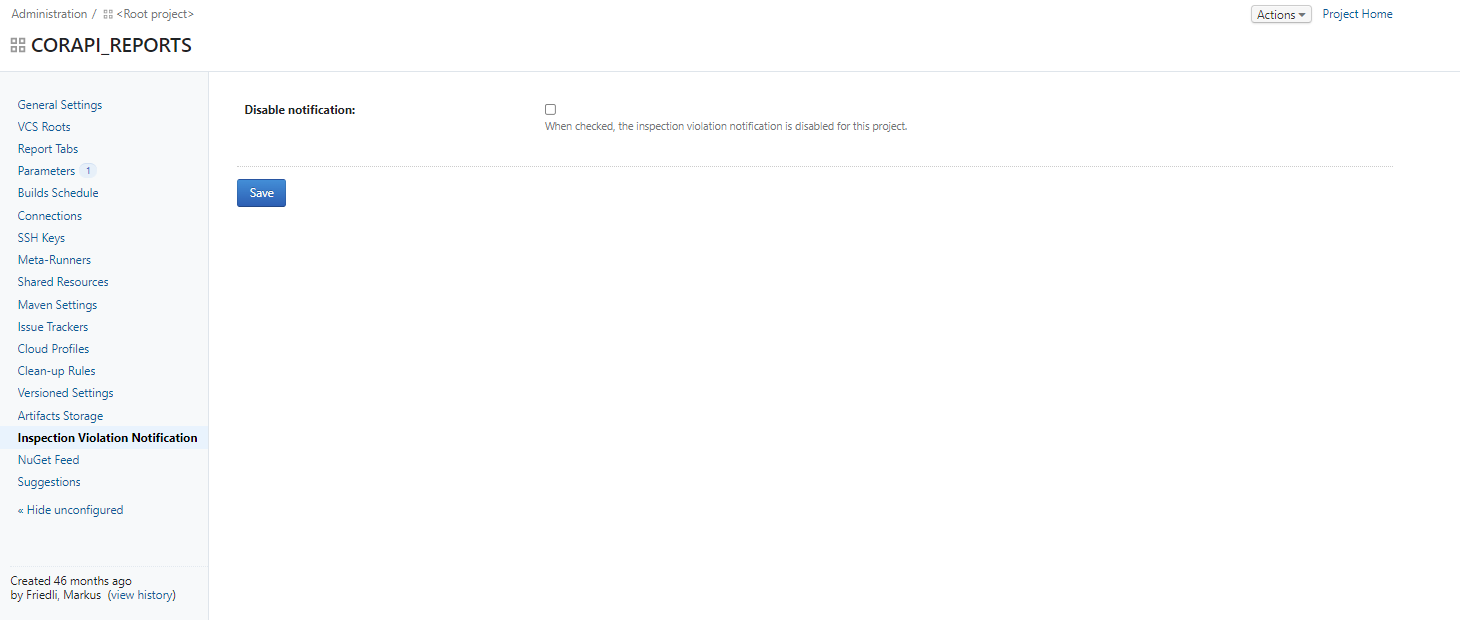 Administration / <Root project>
Actions
Project Home
CORAPI_REPORTS
General Settings
VCS Roots
Report Tabs
Parameters 1
Builds Schedule
Connections
SSH Keys
Meta-Runners
Shared Resources
Maven Settings
Issue Trackers
Cloud Profiles
Clean-up Rules
Versioned Settings
Artifacts Storage
Inspection Violation Notification
NuGet Feed
Suggestions
« Hide unconfigured
Created 46 months ago
by Friedli, Markus (view history)
Disable notification:
When checked, the inspection violation notification is disabled for this project.
Save